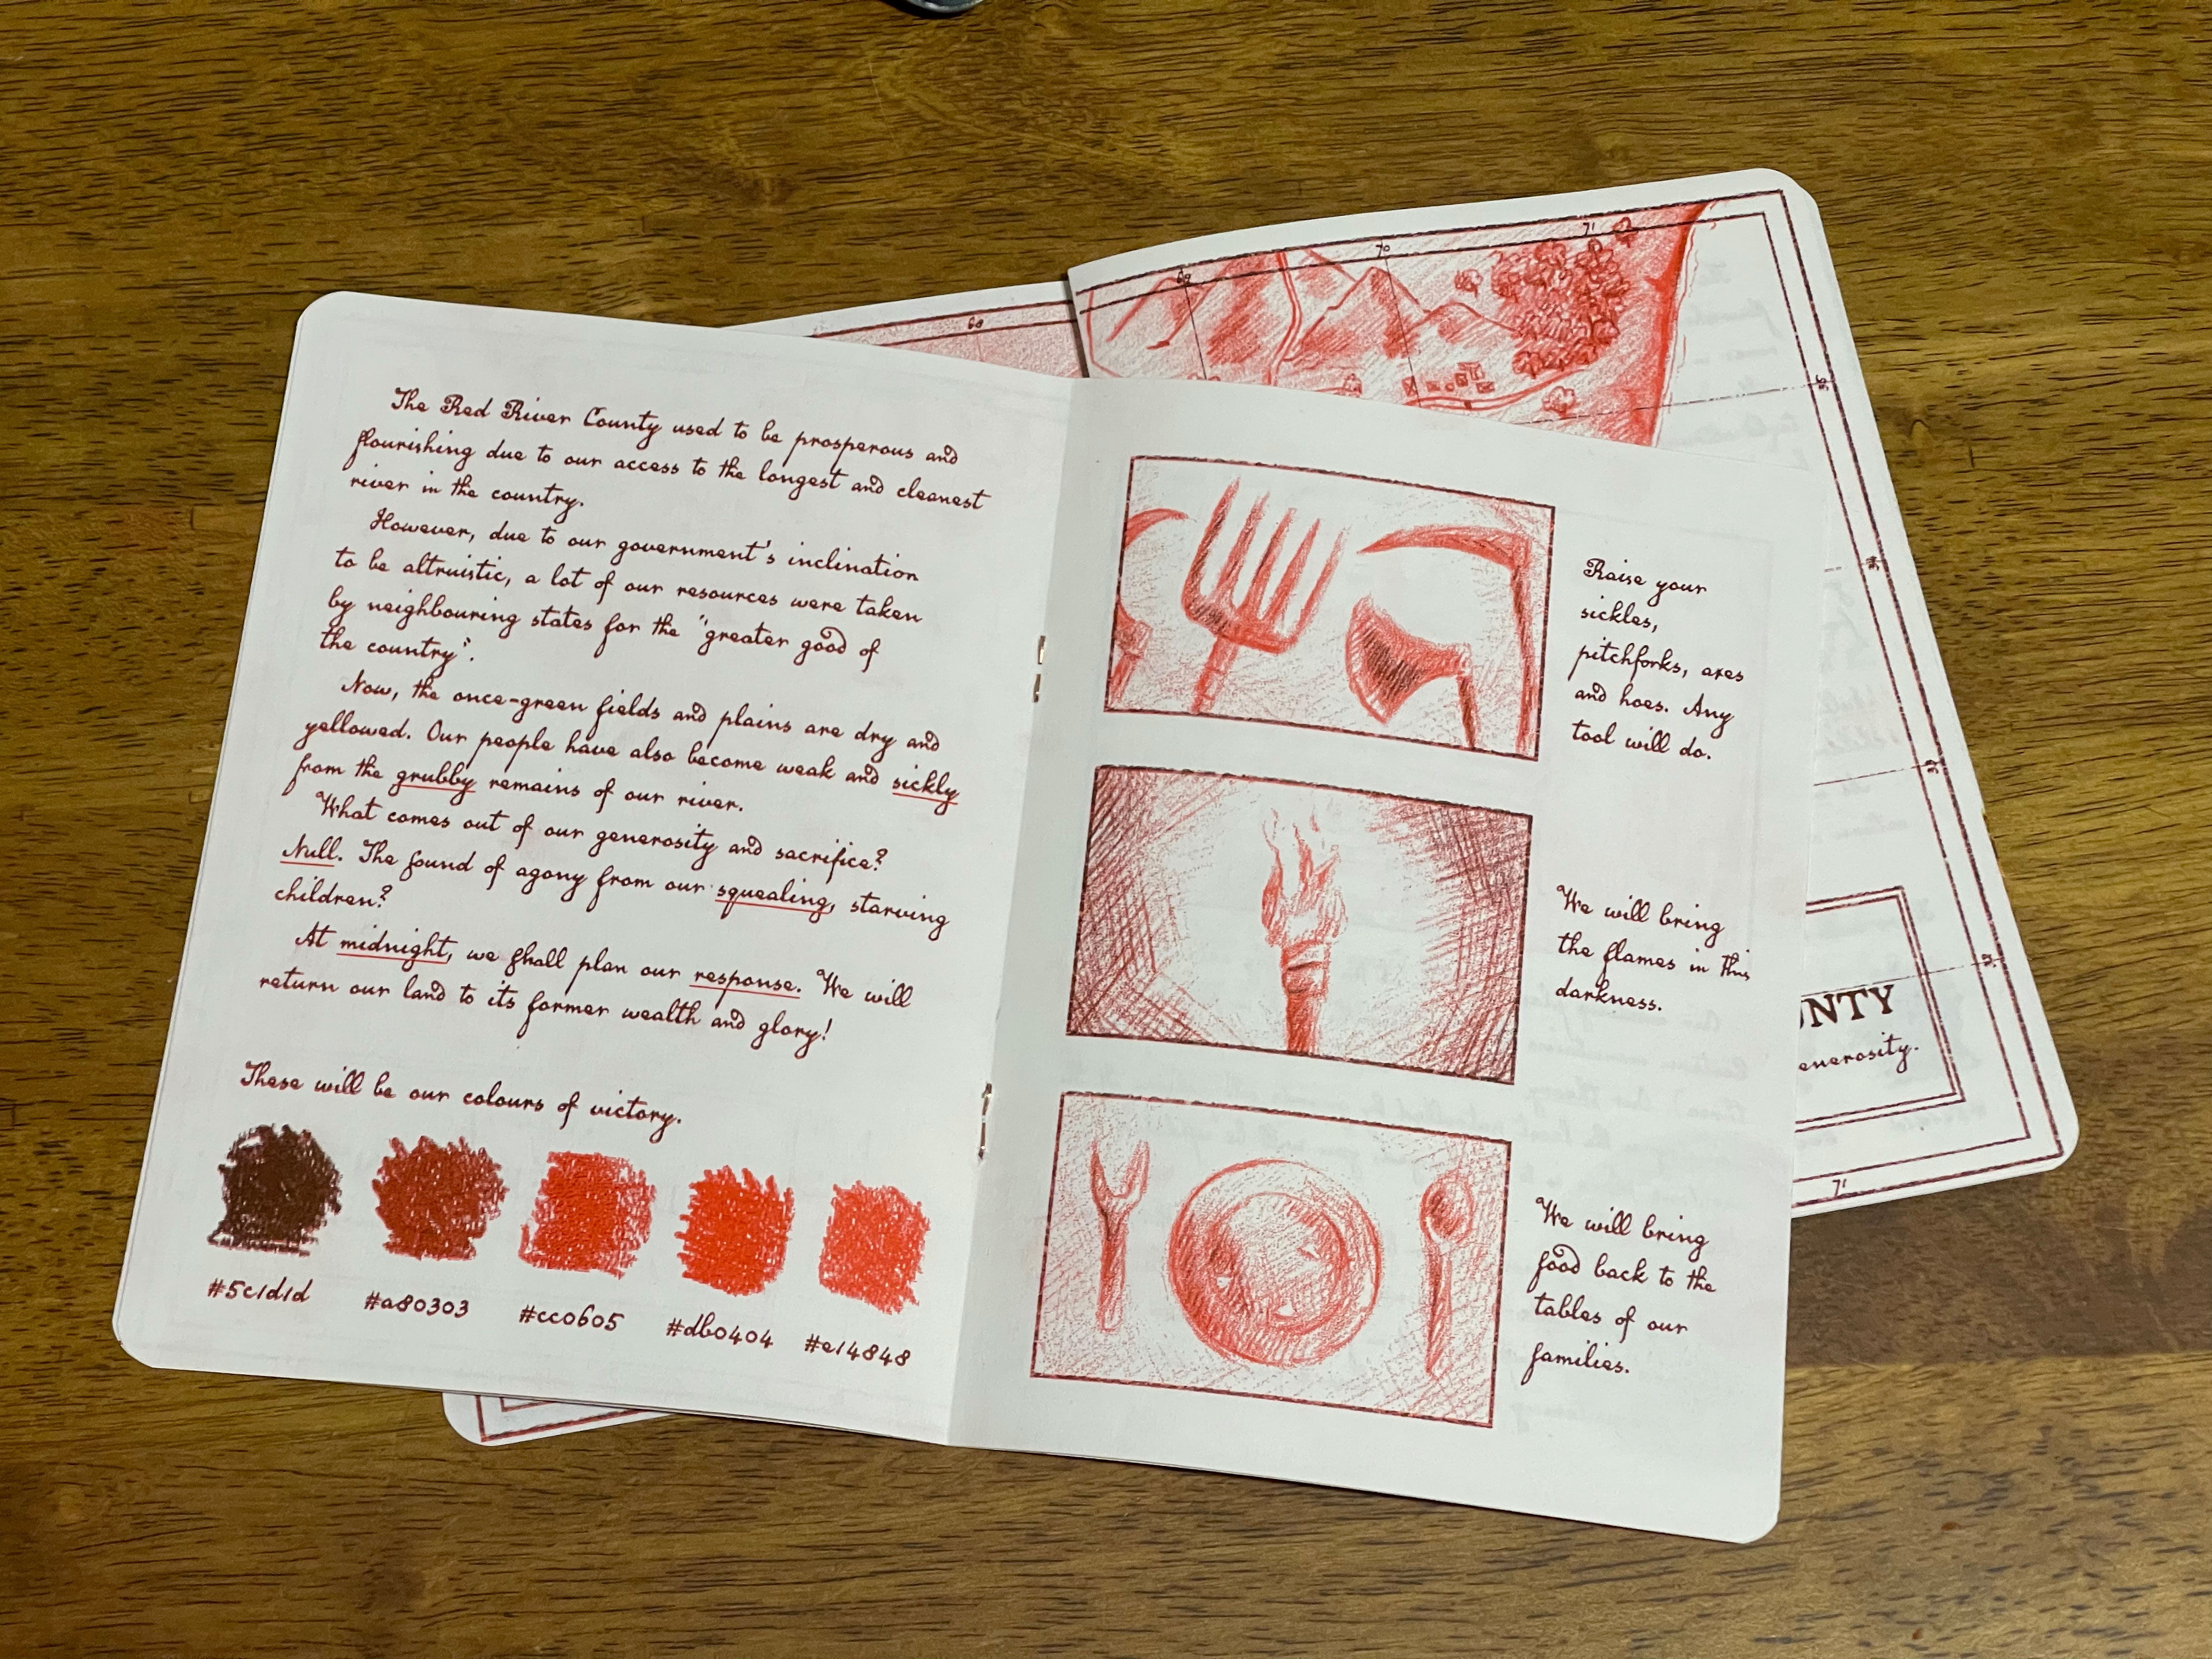 The Red River County used to be prosperous and
flourishing due to our access to the longest and cleanest
river in the country.
However, due to our government's inclination
to be altruistic, a lot of our resources were taken
by neighbouring states for the "greater good of
the country".
Now, the once-green fields and plains are dry and
yellowed. Our people have also become weak and sickly
from the grubby remains of our river.
What comes out of our generosity and sacrifice?
Null. The found of agony from our squealing, starving
children?
At midnight, we fhall plan our response. We will
return our land to its former wealth and glory!
These will be our colours of victory.
#5c1d1d #a80303 #cc0605 #db0404 #e14848
Raise your
sickles,
pitchforks, axes
and hoes. Any
tool will do.
We will bring
the flames in this
darkness.
We will bring
food back to the
tables of our
families.
68 69 70 71
33
UNTY
enerosity.
71